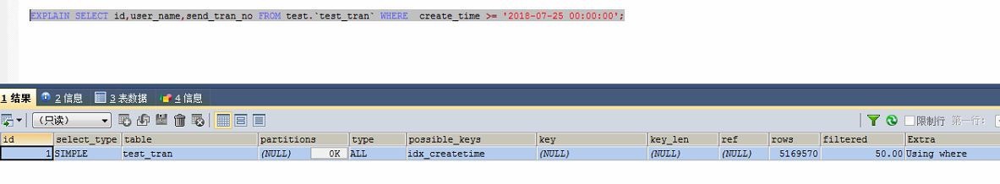 EXPLAIN SELECT id,user_name,send_tran_no FROM test.`test_tran` WHERE create_time >= '2018-07-25 00:00:00';
1 结果 2 信息 3 表数据 4 信息
(只读) 限制行 第一行:
id select_type table partitions type possible_keys key key_len ref rows filtered Extra
1 SIMPLE test_tran (NULL) 0K ALL idx_createtime (NULL) (NULL) (NULL) 5169570 50.00 Using where